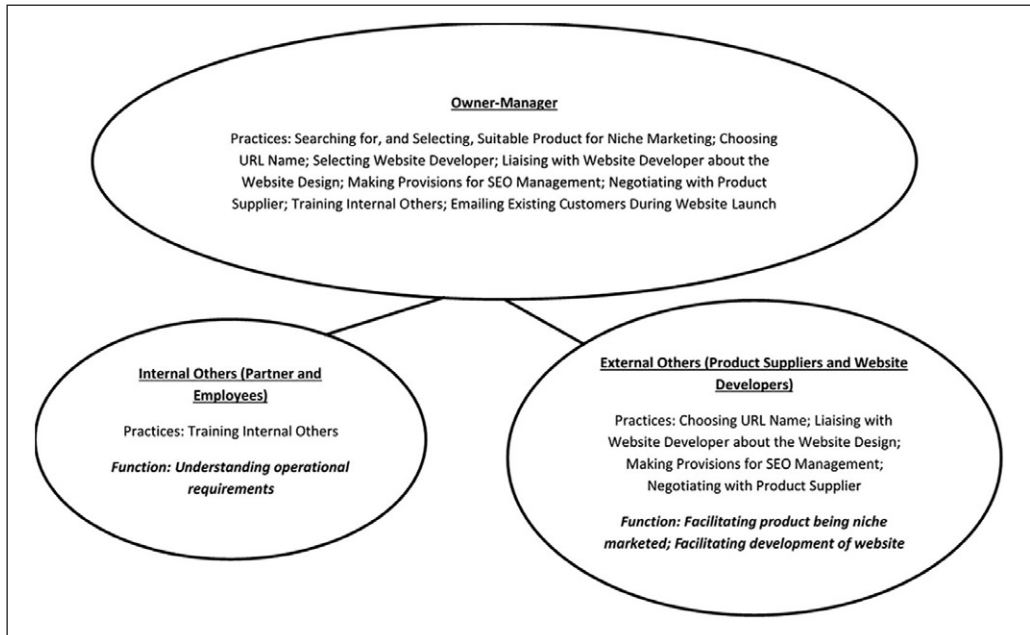 Owner-Manager
Practices: Searching for, and Selecting, Suitable Product for Niche Marketing; Choosing
URL Name; Selecting Website Developer; Liaising with Website Developer about the
Website Design; Making Provisions for SEO Management; Negotiating with Product
Supplier; Training Internal Others; Emailing Existing Customers During Website Launch
Internal Others (Partner and
Employees)
Practices: Training Internal Others
Function: Understanding operational
requirements
External Others (Product Suppliers and Website
Developers)
Practices: Choosing URL Name; Liaising with
Website Developer about the Website Design;
Making Provisions for SEO Management;
Negotiating with Product Supplier
Function: Facilitating product being niche
marketed; Facilitating development of website